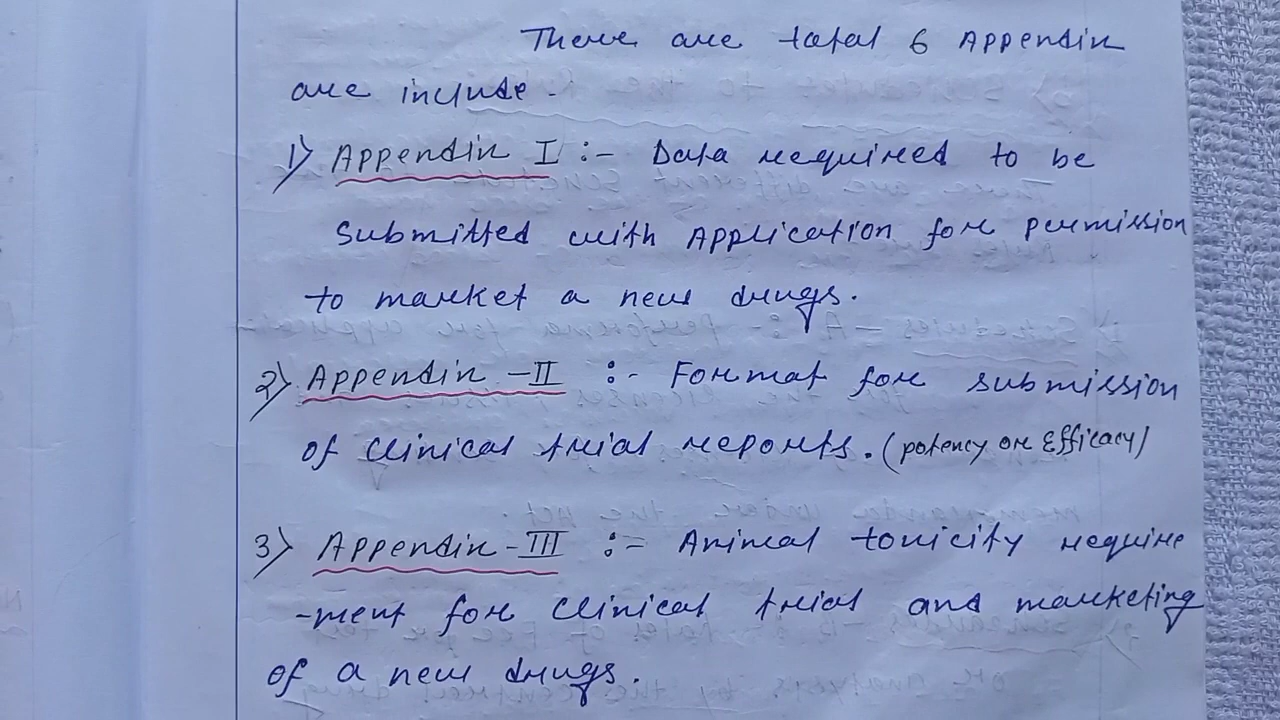 There are total 6 Appendix
are include.
1) Appendix I :- Data required to be
submitted with Application for permission
to market a new drugs.
2) Appendix - II :- Format for submission
of clinical trial reports. (potency or Efficacy)
3) Appendix - III :- Animal toxicity require
-ment for clinical trial and marketing
of a new drugs.